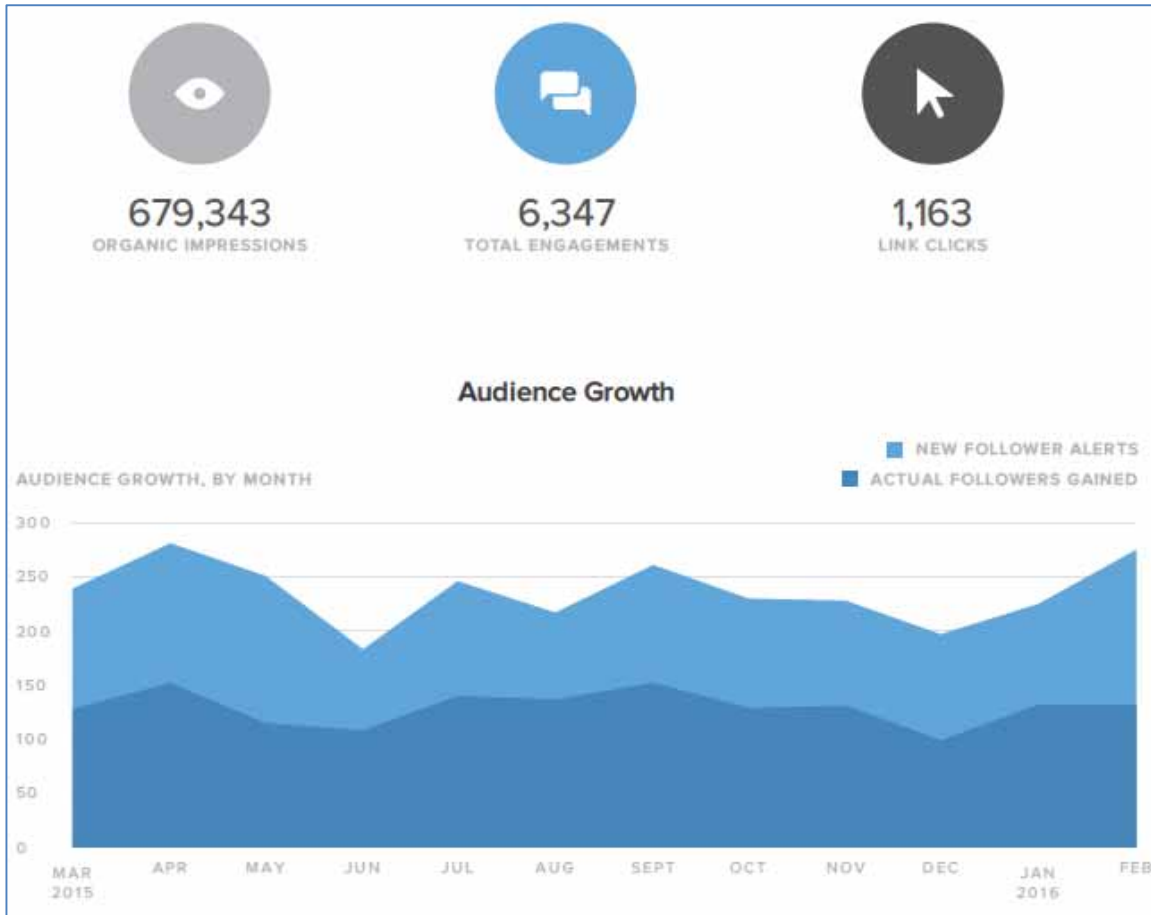 679,343
ORGANIC IMPRESSIONS
6,347
TOTAL ENGAGEMENTS
1,163
LINK CLICKS
Audience Growth
NEW FOLLOWER ALERTS
AUDIENCE GROWTH, BY MONTH
ACTUAL FOLLOWERS GAINED
300
250
200
150
100
50
0
MAR 2015
APR
MAY
JUN
JUL
AUG
SEPT
OCT
NOV
DEC
JAN 2016
FEB